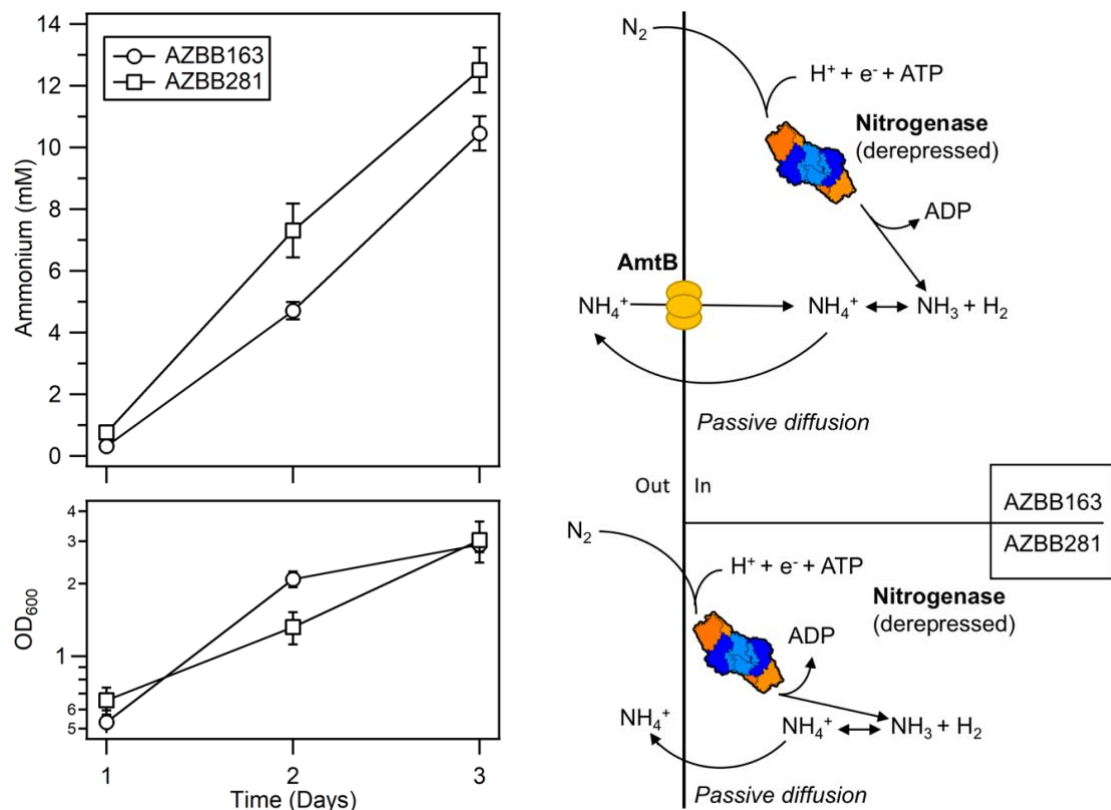 14
12
10
8
6
4
2
0
Ammonium (mM)
AZBB163
AZBB281
4
3
2
1
6
5
OD600
1 2 3
Time (Days)
N2
H+ + e- + ATP
Nitrogenase
(derepressed)
ADP
AmtB
NH4+ NH4+ NH3 + H2
Passive diffusion
Out In
AZBB163
AZBB281
N2
H+ + e- + ATP
Nitrogenase
(derepressed)
ADP
NH4+ NH4+ NH3 + H2
Passive diffusion